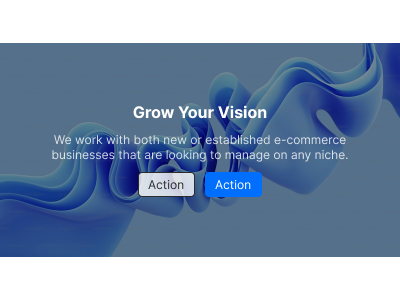 Grow Your Vision
We work with both new or established e-commerce
businesses that are looking to manage on any niche.
Action Action